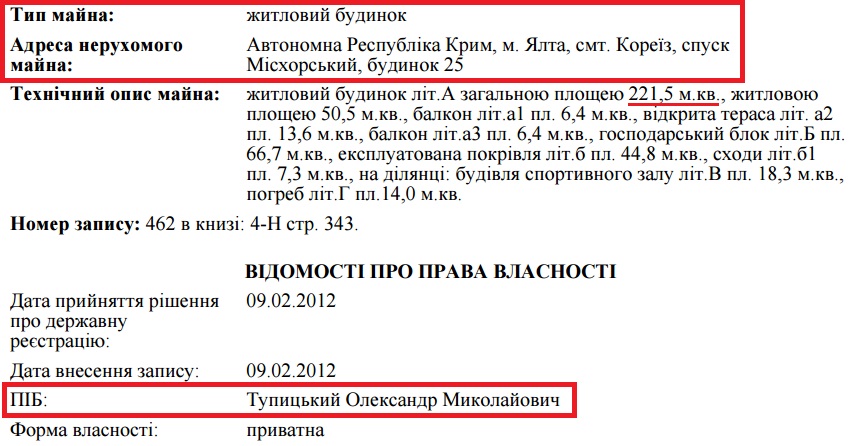 Тип майна: житловий будинок
Адреса нерухомого Автономна Республіка Крим, м. Ялта, смт. Кореїз, спуск
майна: Місхорський, будинок 25
Технічний опис майна: житловий будинок літ.А загальною площею 221,5 м.кв., житловою
площею 50,5 м.кв., балкон літ.а1 пл. 6,4 м.кв., відкрита тераса літ. а2
пл. 13,6 м.кв., балкон літ.а3 пл. 6,4 м.кв., господарський блок літ.Б пл.
66,7 м.кв., експлуатована покрівля літ.б пл. 44,8 м.кв., сходи літ.б1
пл. 7,3 м.кв., на ділянці: будівля спортивного залу літ.В пл. 18,3 м.кв.,
погреб літ.Г пл.14,0 м.кв.
Номер запису: 462 в книзі: 4-Н стр. 343.
ВІДОМОСТІ ПРО ПРАВА ВЛАСНОСТІ
Дата прийняття рішення 09.02.2012
про державну
реєстрацію:
Дата внесення запису: 09.02.2012
ПІБ: Тупицький Олександр Миколайович
Форма власності: приватна